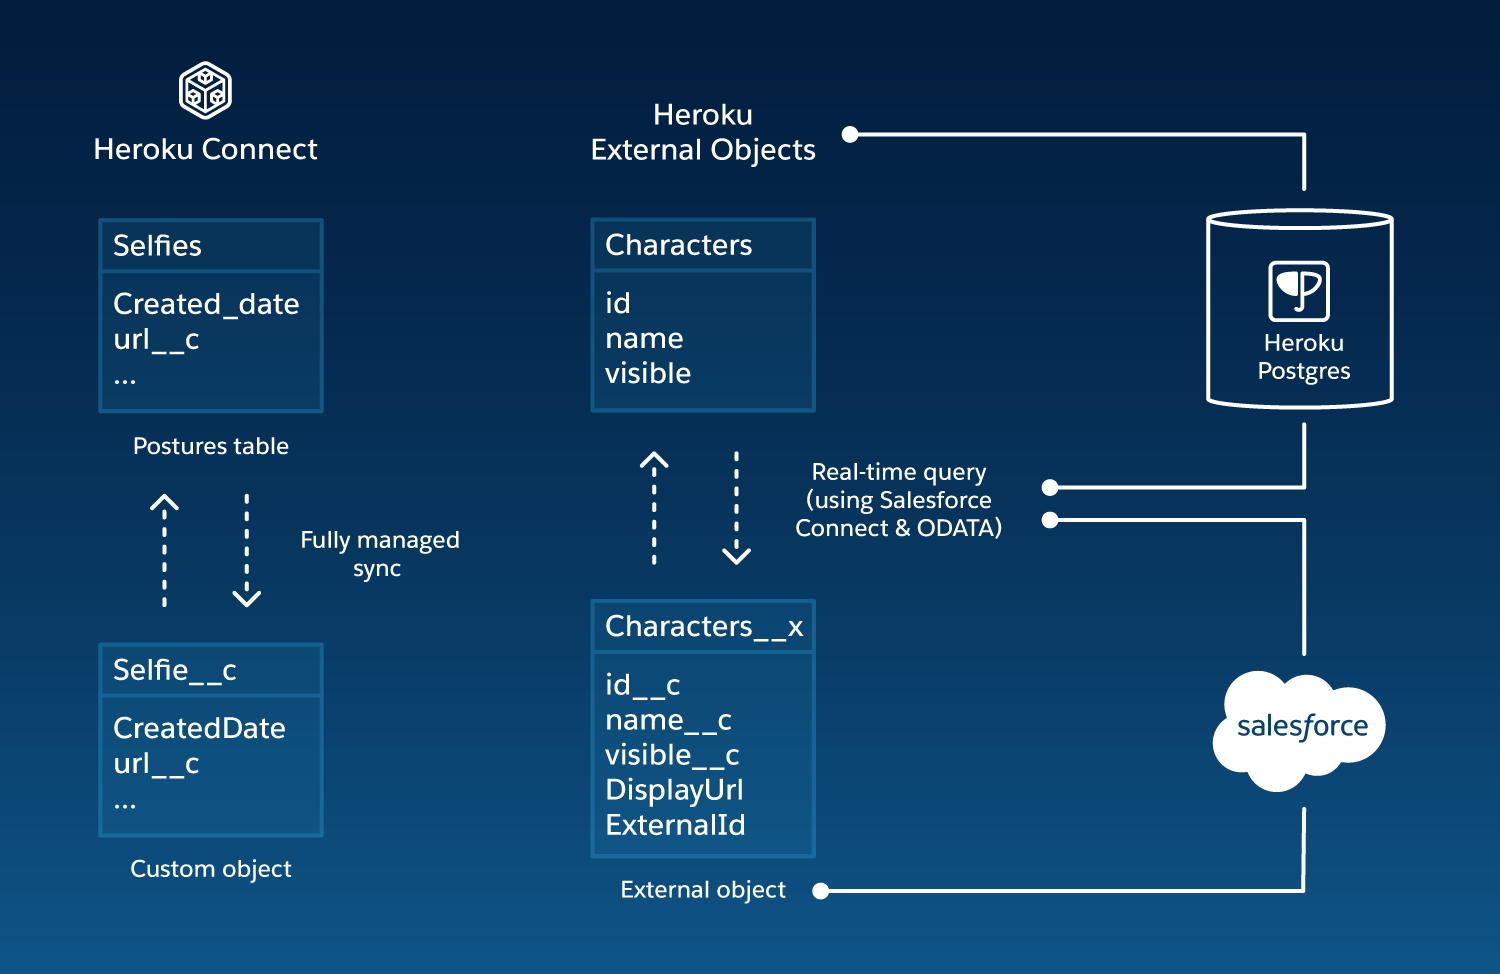 Heroku Connect
Selfies
Created_date
url__c
...
Postures table
Fully managed
sync
Selfie__c
CreatedDate
url__c
...
Custom object
Heroku
External Objects
Characters
id
name
visible
Real-time query
(using Salesforce
Connect & ODATA)
Characters__x
id__c
name__c
visible__c
DisplayUrl
ExternalId
External object
Heroku
Postgres
salesforce